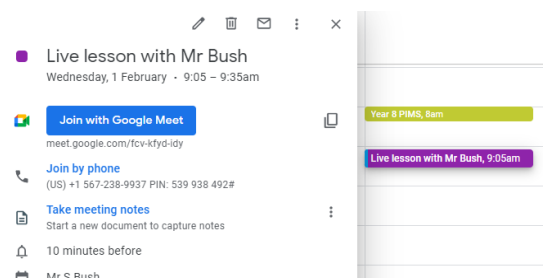 Live lesson with Mr Bush
Wednesday, 1 February • 9:05 – 9:35am
Join with Google Meet
meet.google.com/fcv-kfyd-idy
Join by phone
(US) +1 567-238-9937 PIN: 539 938 492#
Take meeting notes
Start a new document to capture notes
10 minutes before
Mr S Bush
Year 8 PIMS, 8am
Live lesson with Mr Bush, 9:05am